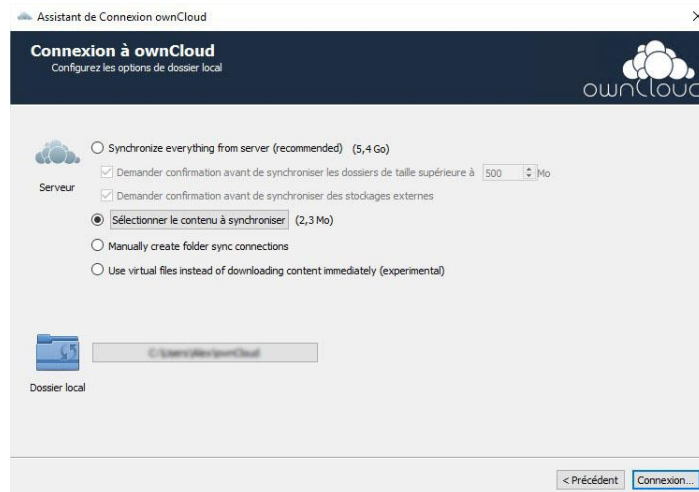 Assistant de Connexion ownCloud
Connexion à ownCloud
Configurez les options de dossier local
ownCloud
Synchronize everything from server (recommended) (5,4 Go)
Demander confirmation avant de synchroniser les dossiers de taille supérieure à 500 Mo
Serveur
Demander confirmation avant de synchroniser des stockages externes
Sélectionner le contenu à synchroniser (2,3 Mo)
Manually create folder sync connections
Use virtual files instead of downloading content immediately (experimental)
Dossier local
< Précédent Connexion...